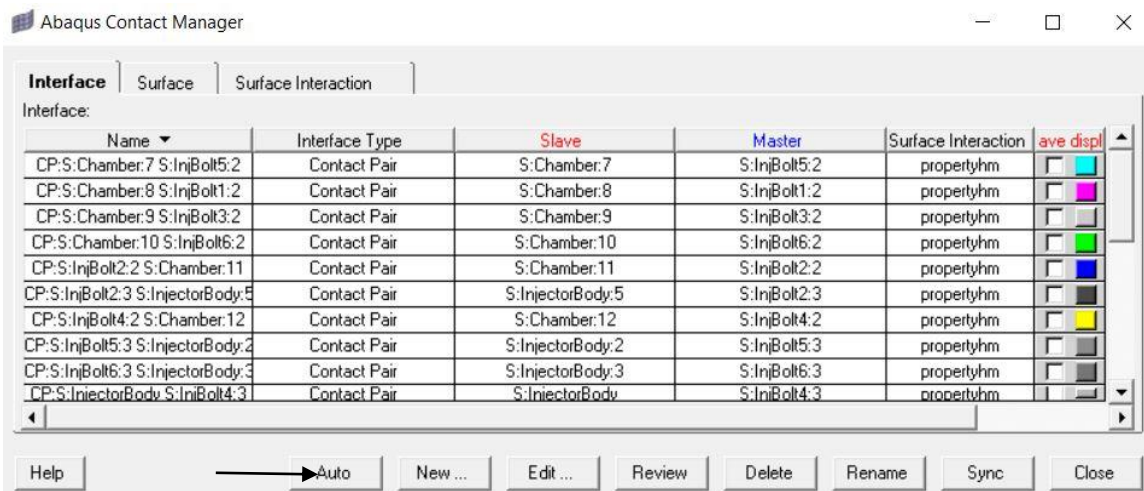 Abaqus Contact Manager
Interface Surface Surface Interaction
Interface:
Name Interface Type Slave Master Surface Interaction ave displ
CP:S:Chamber:7 S:InjBolt5:2 Contact Pair S:Chamber:7 S:InjBolt5:2 propertyhm
CP:S:Chamber:8 S:InjBolt1:2 Contact Pair S:Chamber:8 S:InjBolt1:2 propertyhm
CP:S:Chamber:9 S:InjBolt3:2 Contact Pair S:Chamber:9 S:InjBolt3:2 propertyhm
CP:S:Chamber:10 S:InjBolt6:2 Contact Pair S:Chamber:10 S:InjBolt6:2 propertyhm
CP:S:InjBolt2:2 S:Chamber:11 Contact Pair S:Chamber:11 S:InjBolt2:2 propertyhm
CP:S:InjBolt2:3 S:InjectorBody:5 Contact Pair S:InjectorBody:5 S:InjBolt2:3 propertyhm
CP:S:InjBolt4:2 S:Chamber:12 Contact Pair S:Chamber:12 S:InjBolt4:2 propertyhm
CP:S:InjBolt5:3 S:InjectorBody:2 Contact Pair S:InjectorBody:2 S:InjBolt5:3 propertyhm
CP:S:InjBolt6:3 S:InjectorBody:3 Contact Pair S:InjectorBody:3 S:InjBolt6:3 propertyhm
CP:S:InjectorBody S:InjBolt4:3 Contact Pair S:InjectorBody S:InjBolt4:3 propertyhm
Help Auto New ... Edit ... Review Delete Rename Sync Close